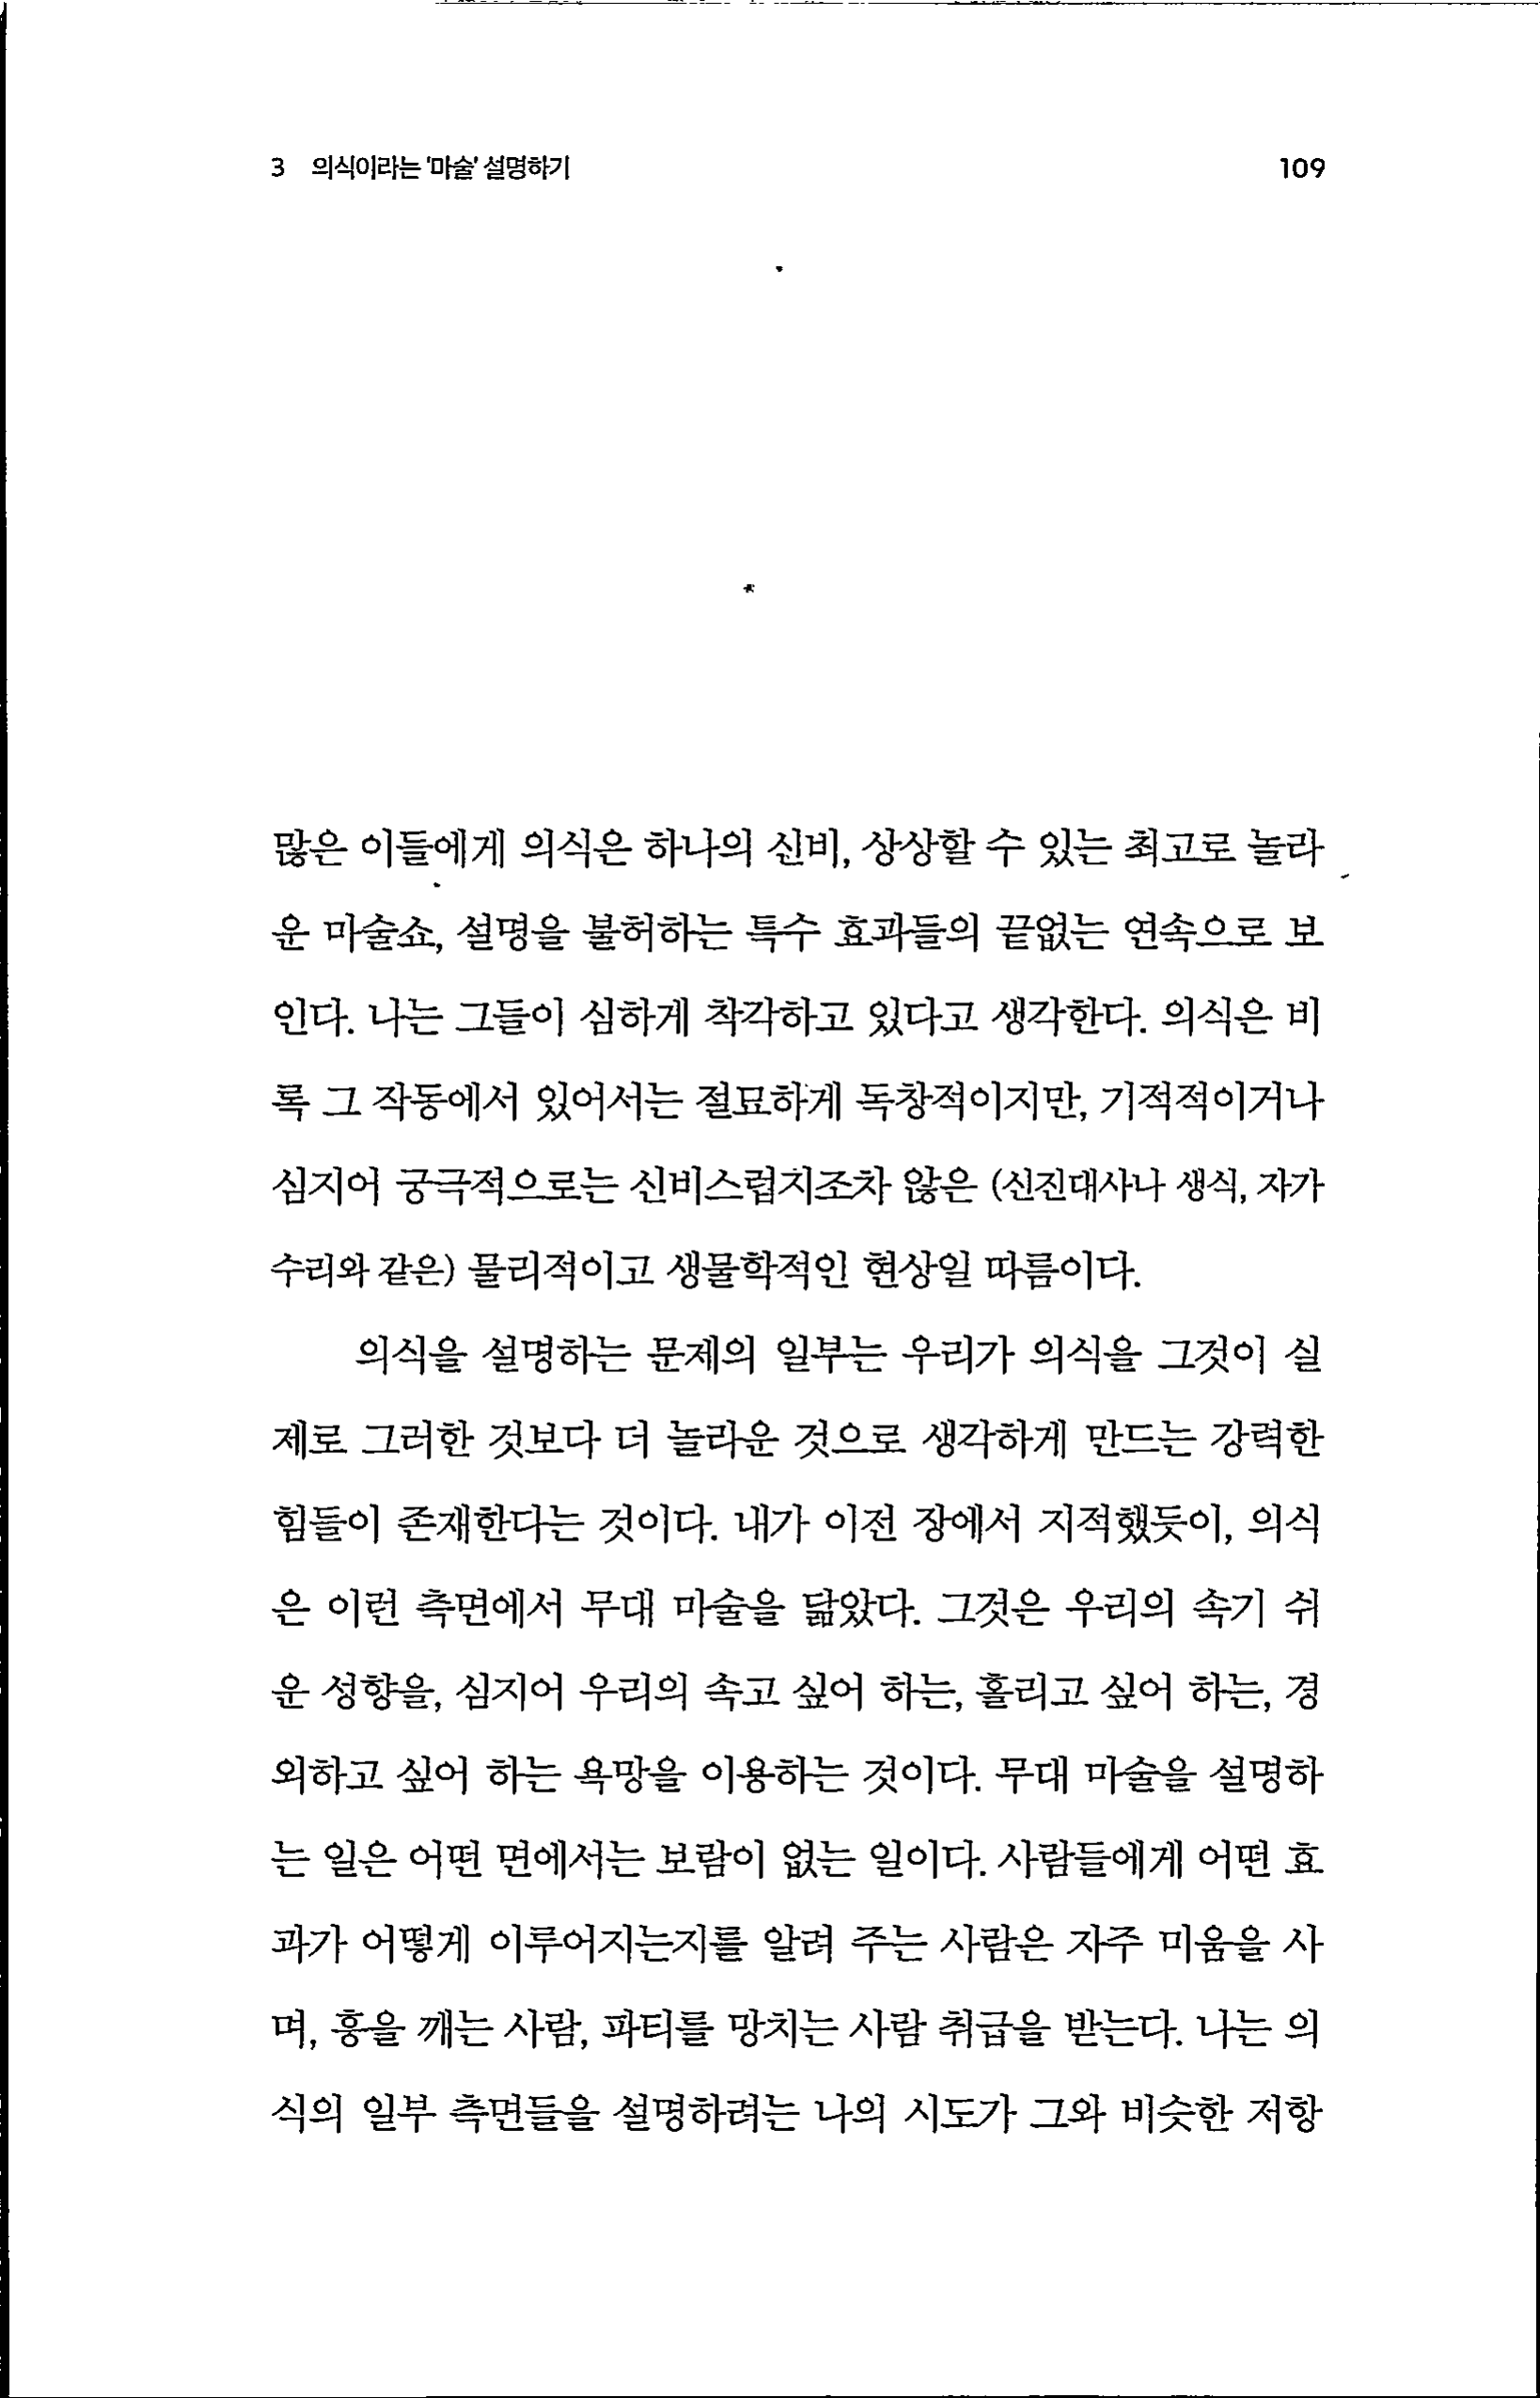 3 의식이라는 '마술' 설명하기 109
많은 이들에게 의식은 하나의 신비, 상상할 수 있는 최고로 놀라
운 마술쇼, 설명을 불허하는 특수 효과들의 끝없는 연속으로 보
인다. 나는 그들이 심하게 착각하고 있다고 생각한다. 의식은 비
록 그 작동에서 있어서는 절묘하게 독창적이지만, 기적적이거나
심지어 궁극적으로는 신비스럽지조차 않은 (신진대사나 생식, 자가
수리와 같은) 물리적이고 생물학적인 현상일 따름이다.
의식을 설명하는 문제의 일부는 우리가 의식을 그것이 실
제로 그러한 것보다 더 놀라운 것으로 생각하게 만드는 강력한
힘들이 존재한다는 것이다. 내가 이전 장에서 지적했듯이, 의식
은 이런 측면에서 무대 마술을 닮았다. 그것은 우리의 속기 쉬
운 성향을, 심지어 우리의 속고 싶어 하는, 홀리고 싶어 하는, 경
외하고 싶어 하는 욕망을 이용하는 것이다. 무대 마술을 설명하
는 일은 어떤 면에서는 보람이 없는 일이다. 사람들에게 어떤 효
과가 어떻게 이루어지는지를 알려 주는 사람은 자주 미움을 사
며, 흥을 깨는 사람, 파티를 망치는 사람 취급을 받는다. 나는 의
식의 일부 측면들을 설명하려는 나의 시도가 그와 비슷한 저항